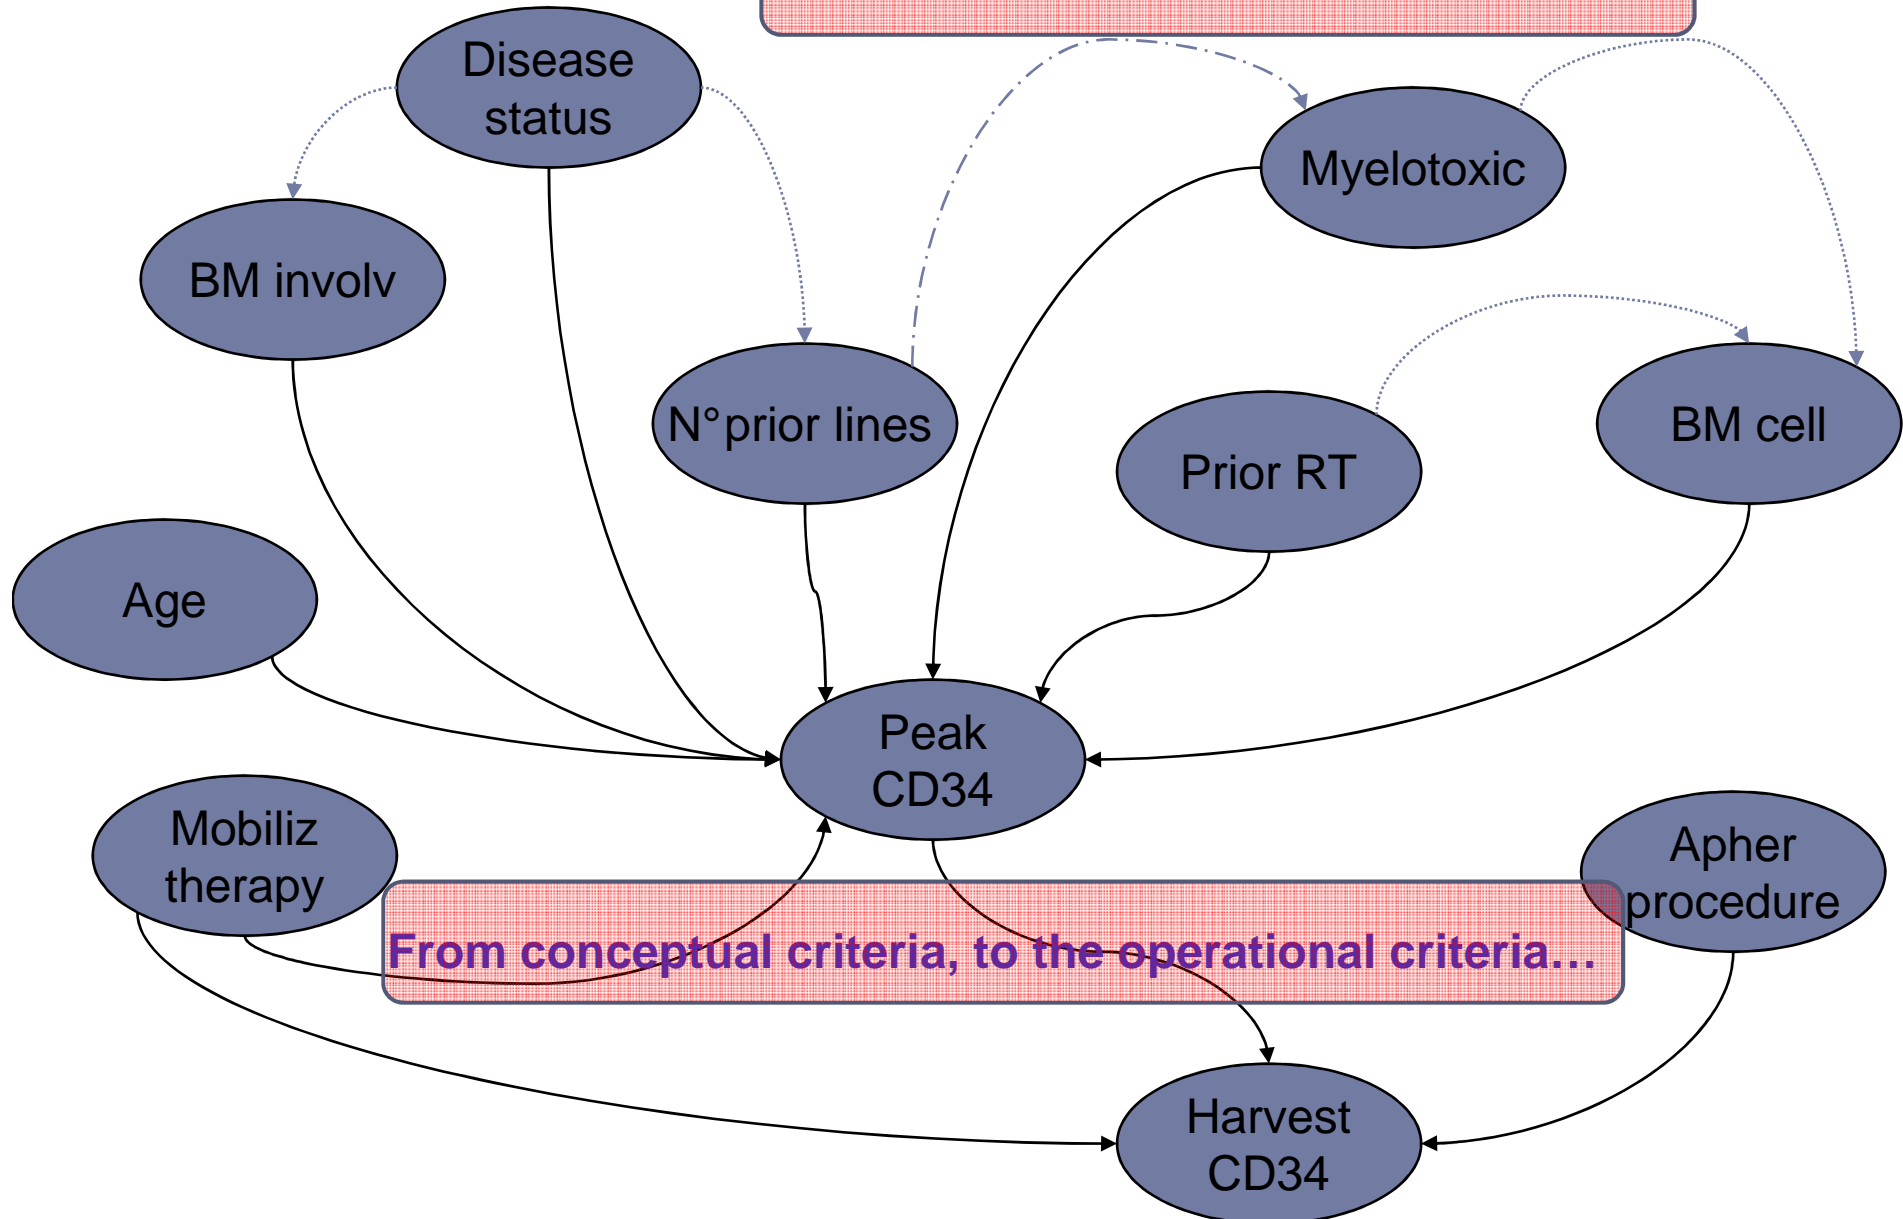 Disease
status
Myelotoxic
BM involv
N°prior lines
BM cell
Prior RT
Age
Peak
CD34
Mobiliz
therapy
Apher
procedure
From conceptual criteria, to the operational criteria…
Harvest
CD34